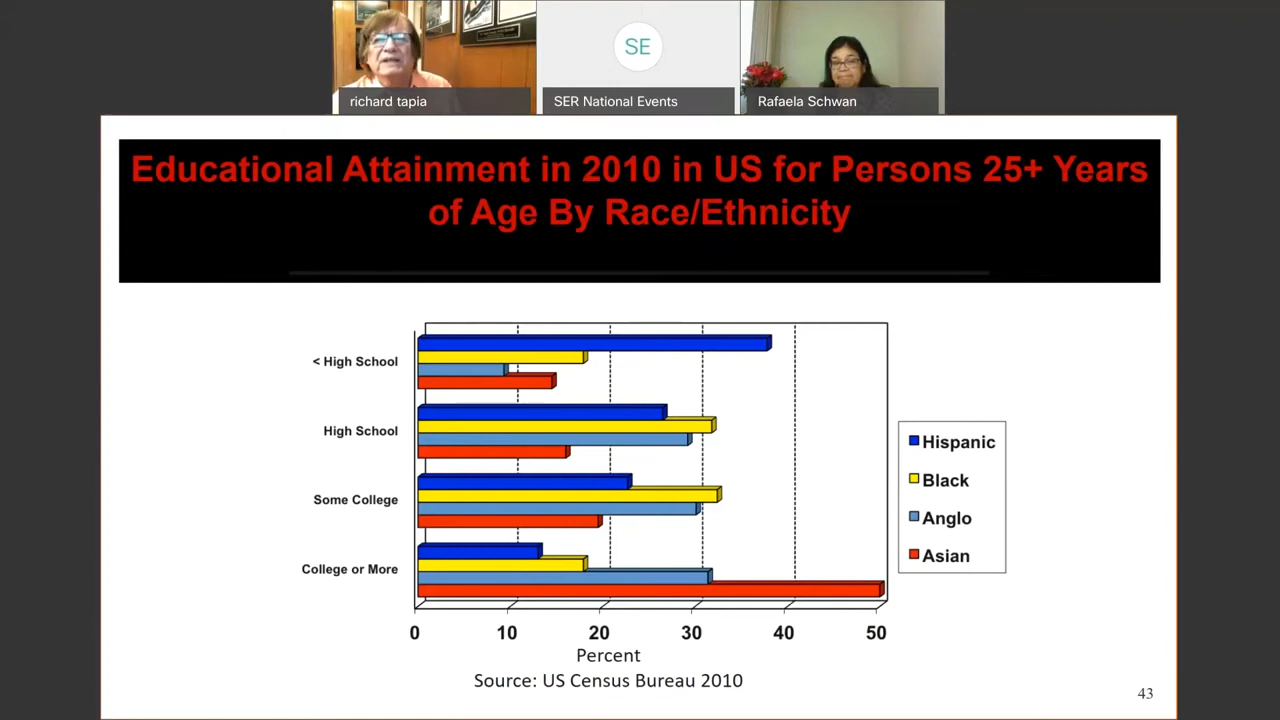 richard tapia
SE
SER National Events
Rafaela Schwan
Educational Attainment in 2010 in US for Persons 25+ Years
of Age By Race/Ethnicity
< High School
High School
Some College
College or More
Hispanic
Black
Anglo
Asian
0 10 20 30 40 50
Percent
Source: US Census Bureau 2010
43